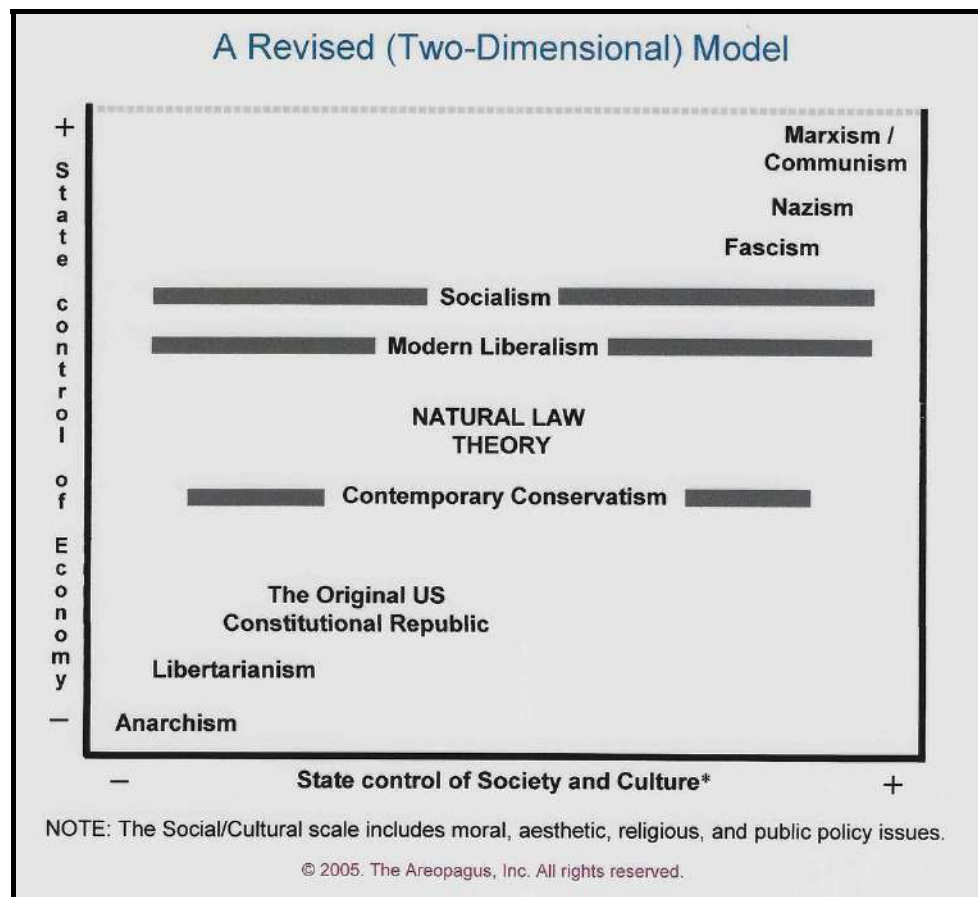 A Revised (Two-Dimensional) Model
+
State control of Economy
−
Marxism /
Communism
Nazism
Fascism
Socialism
Modern Liberalism
NATURAL LAW
THEORY
Contemporary Conservatism
The Original US
Constitutional Republic
Libertarianism
Anarchism
− State control of Society and Culture* +
NOTE: The Social/Cultural scale includes moral, aesthetic, religious, and public policy issues.
© 2005. The Areopagus, Inc. All rights reserved.